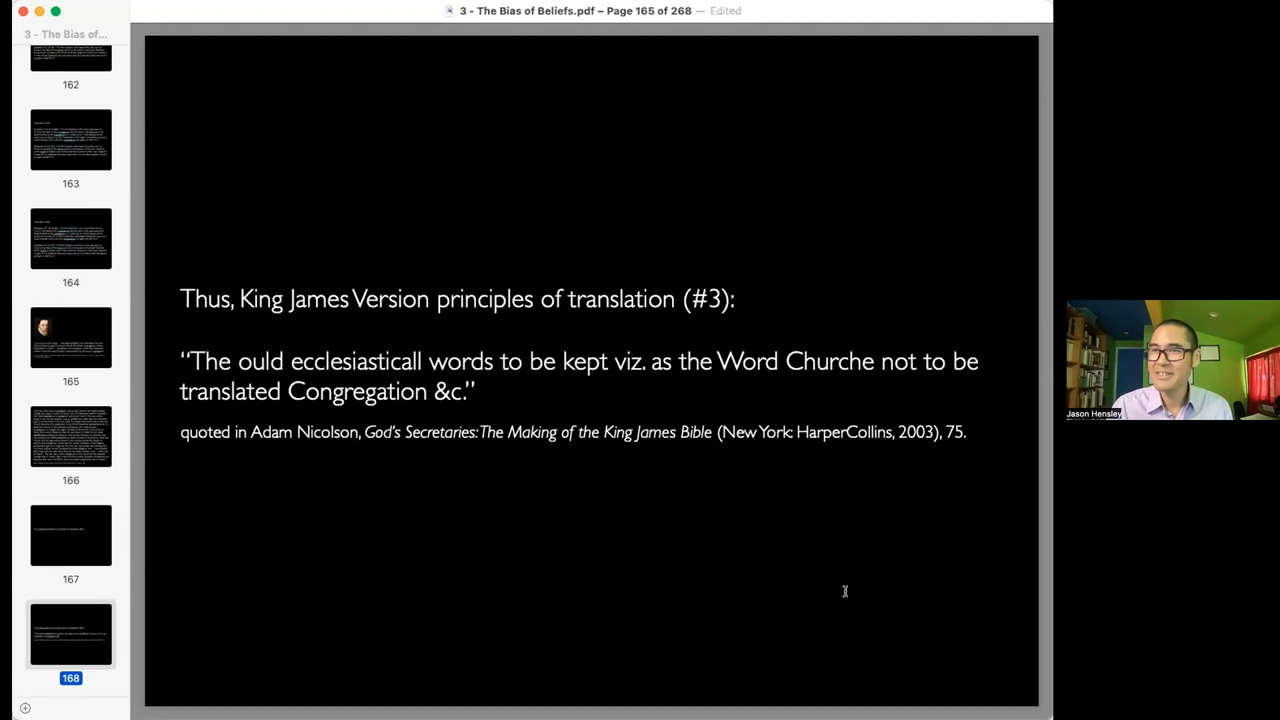 3 - The Bias of Beliefs.pdf – Page 165 of 268 — Edited
3 - The Bias of...
162
163
164
165
166
167
168
Thus, King James Version principles of translation (#3):
“The ould ecclesiasticall words to be kept viz. as the Word Churche not to be
translated Congregation &c.”
quoted in Adam Nicolson, God's Secretaries: The Making of the King James Bible (New York: HarperCollins, 2003), 75.
Jason Hensley